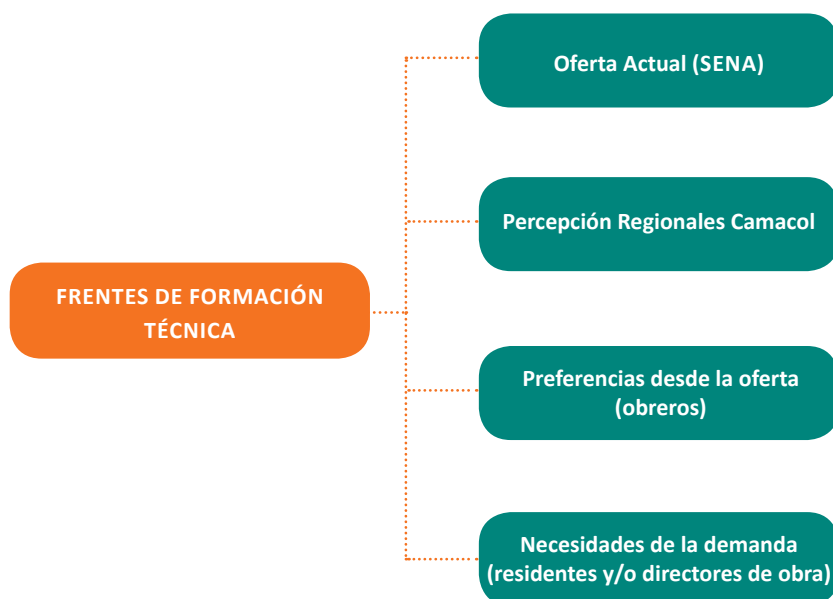 Oferta Actual (SENA)
Percepción Regionales Camacol
FRENTES DE FORMACIÓN
TÉCNICA
Preferencias desde la oferta
(obreros)
Necesidades de la demanda
(residentes y/o directores de obra)